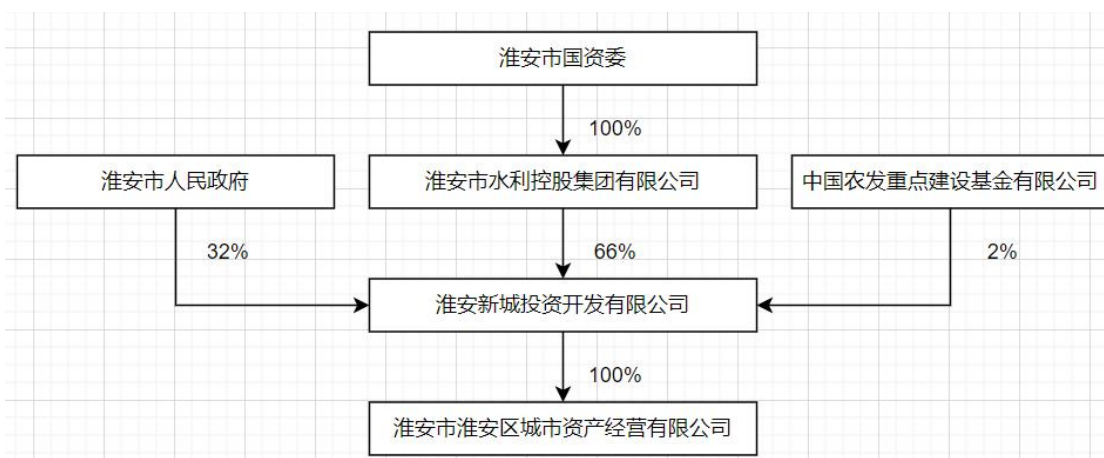 淮安市国资委
100%
淮安市人民政府
淮安市水利控股集团有限公司
中国农发重点建设基金有限公司
32%
66%
2%
淮安新城投资开发有限公司
100%
淮安市淮安区城市资产经营有限公司